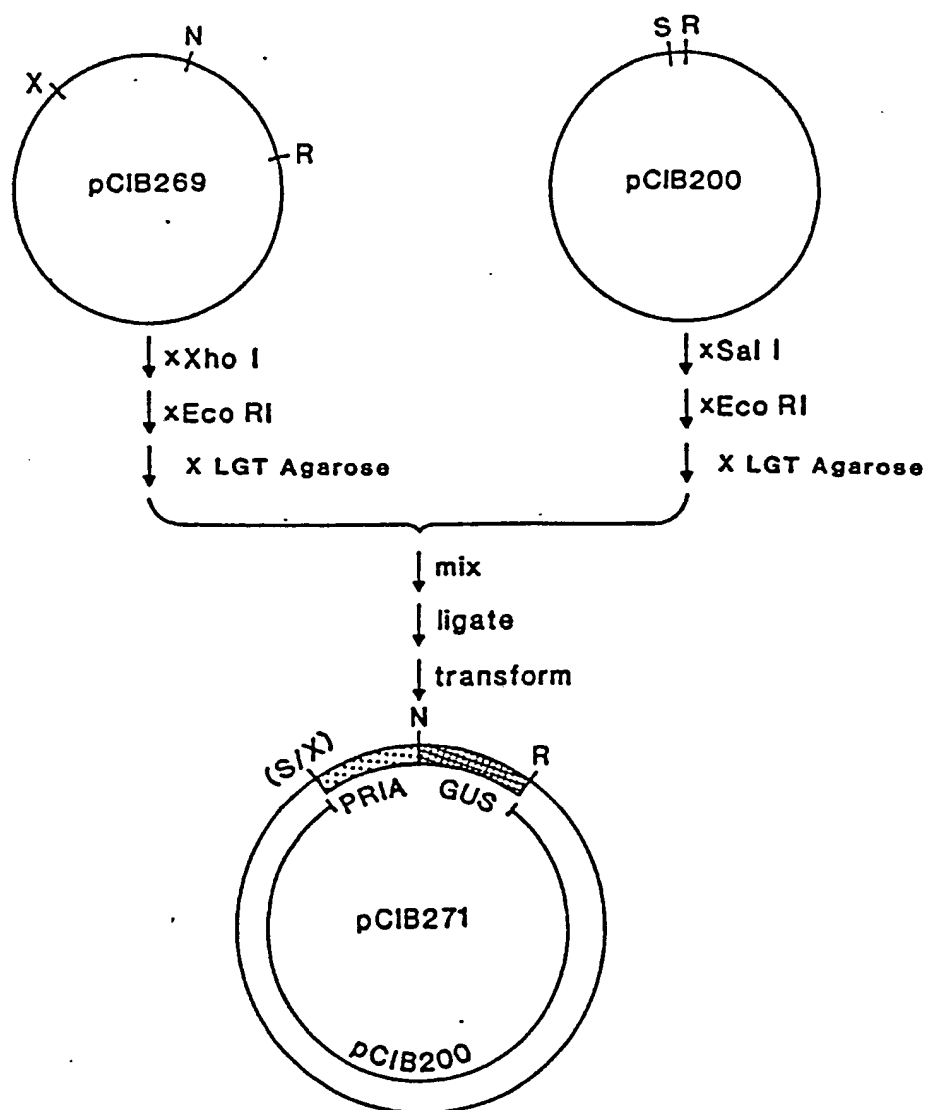 N
X
R
pCIB269
S R
pCIB200
xXho I
xEco RI
X LGT Agarose
xSal I
xEco RI
X LGT Agarose
mix
ligate
transform
N
(S/X)
R
PRIA GUS
pCIB271
pCIB200